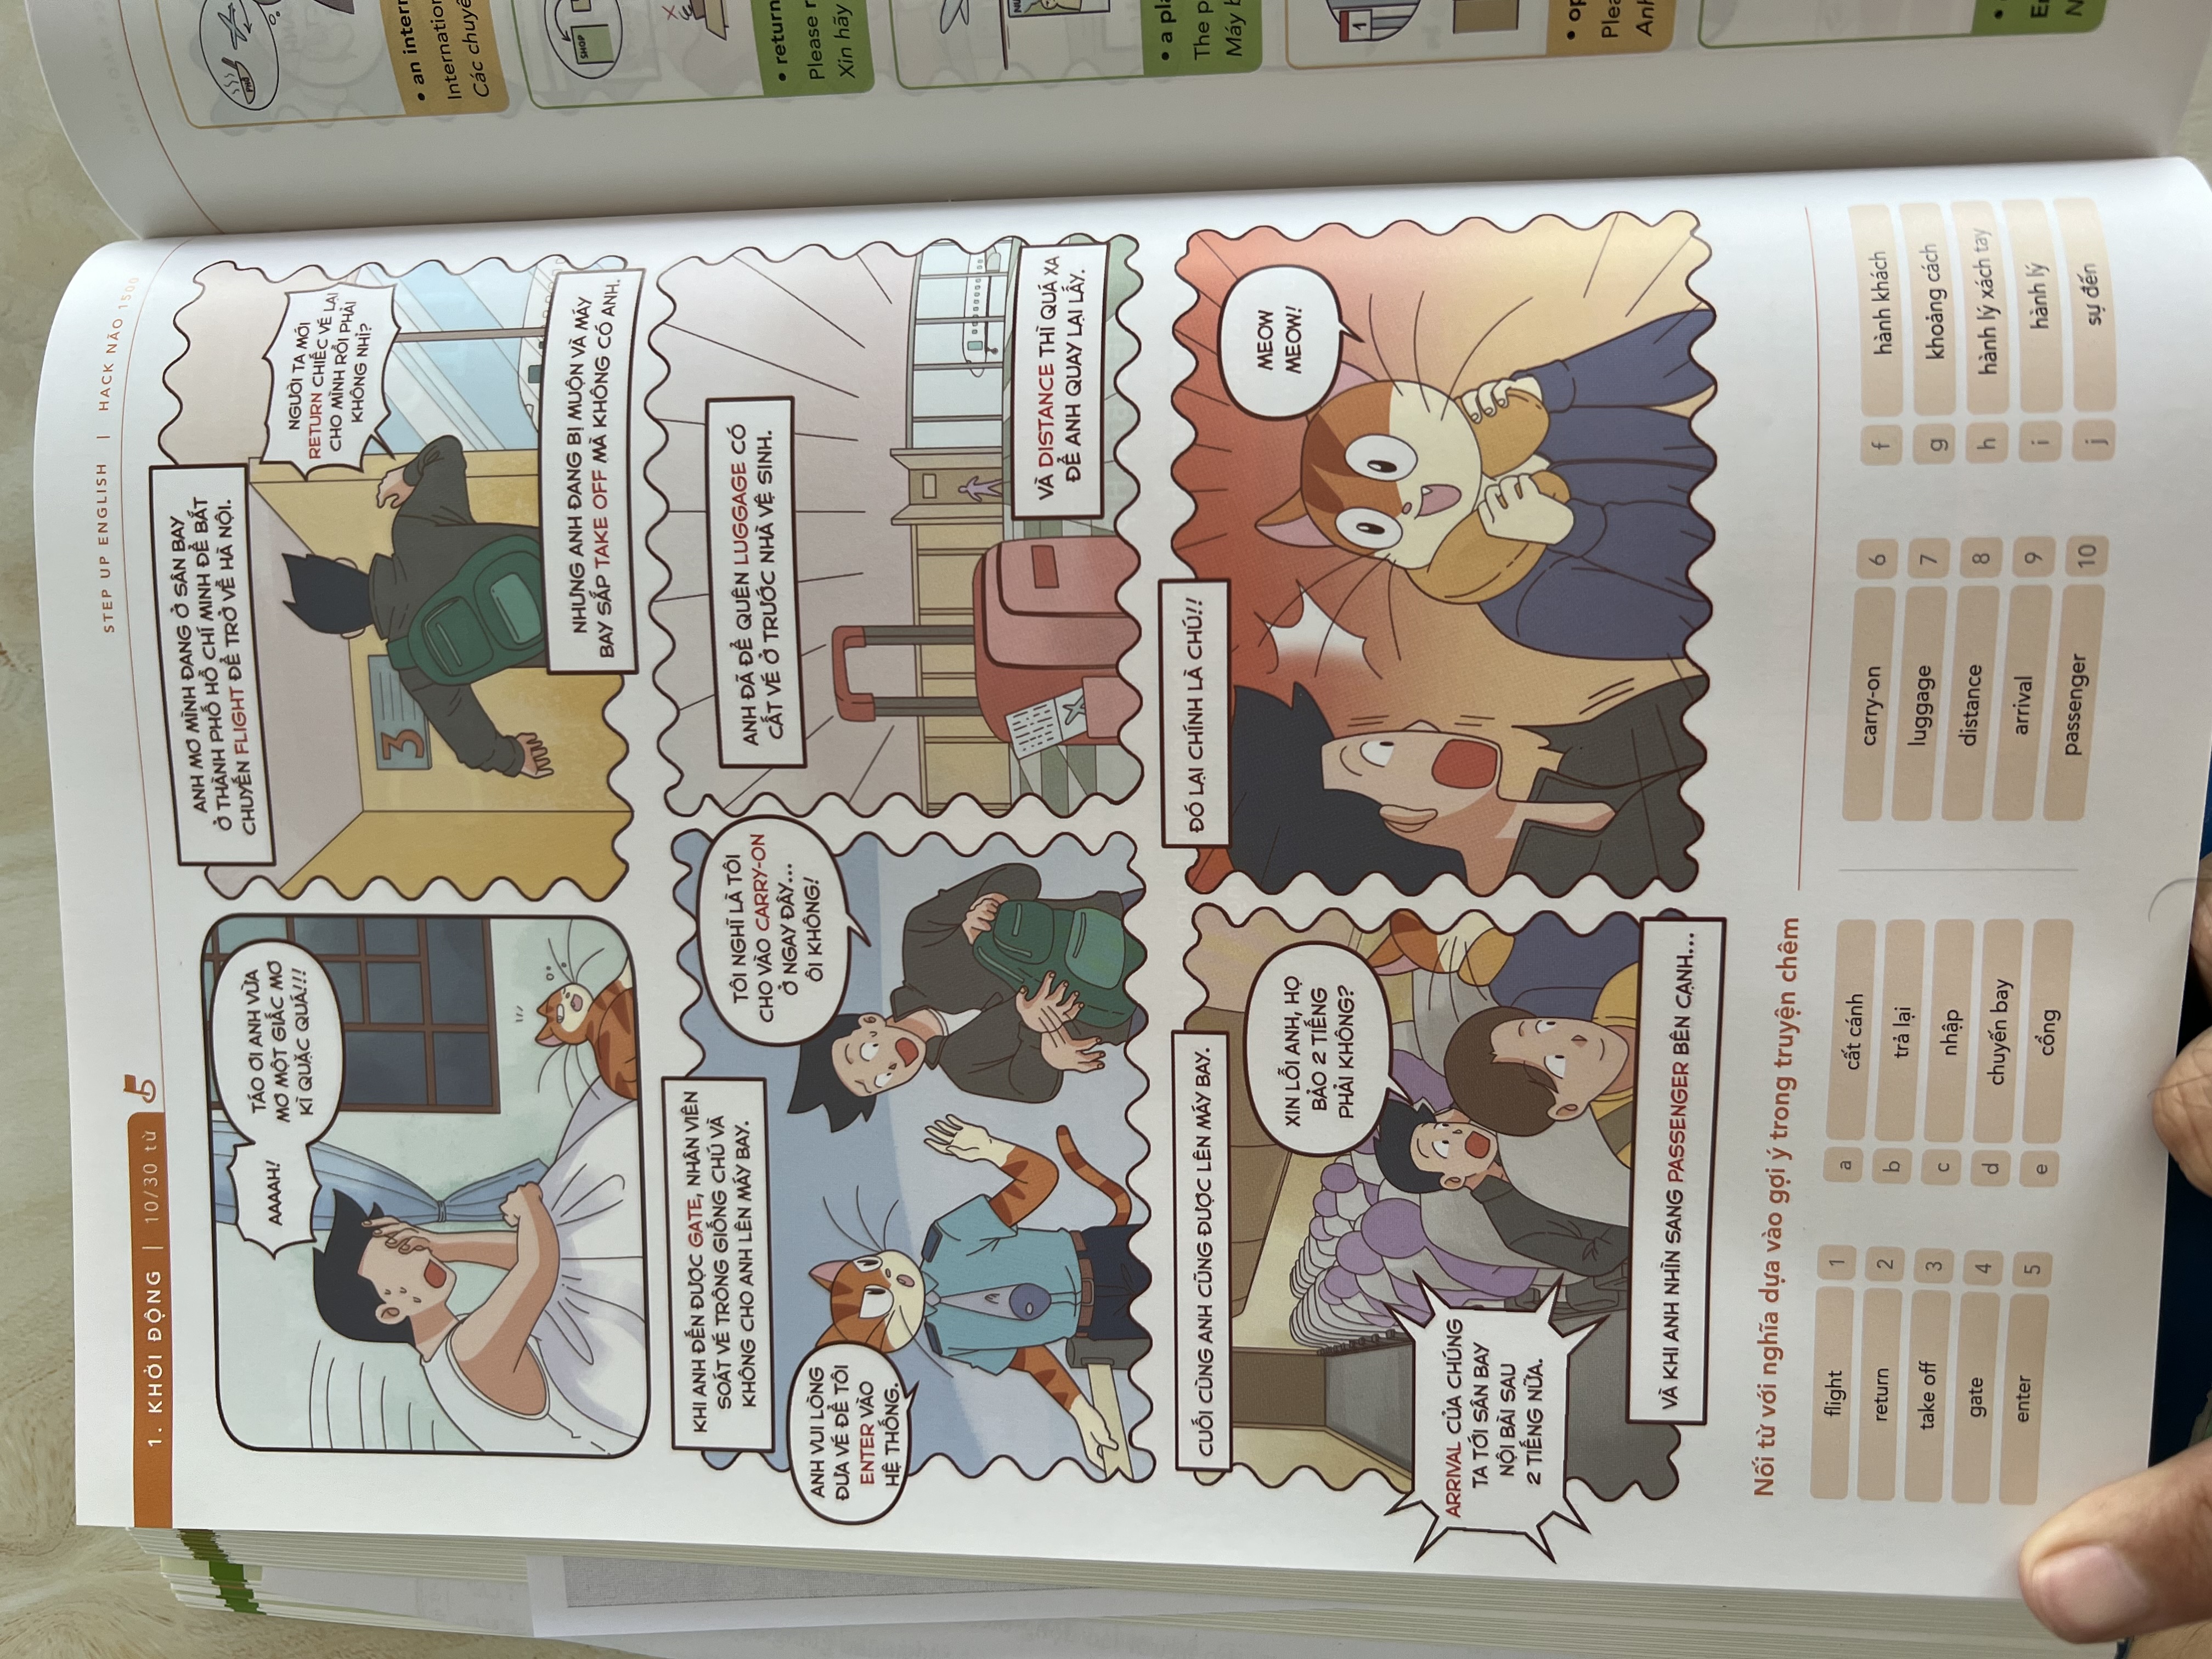 STEP UP ENGLISH | HACK NÃO 1500
1. KHỞI ĐỘNG | 10/30 từ
AAAAH!
TÁO ƠI ANH VỪA
MƠ MỘT GIẤC MƠ
KÌ QUẶC QUÁ!!!
ANH MƠ MÌNH ĐANG Ở SÂN BAY
Ở THÀNH PHỐ HỒ CHÍ MINH ĐỂ BẮT
CHUYẾN FLIGHT ĐỂ TRỞ VỀ HÀ NỘI.
NGƯỜI TA MỚI
RETURN CHIẾC VÉ LẠI
CHO MÌNH RỒI PHẢI
KHÔNG NHỈ?
3
NHƯNG ANH ĐANG BỊ MUỘN VÀ MÁY
BAY SẮP TAKE OFF MÀ KHÔNG CÓ ANH.
KHI ANH ĐẾN ĐƯỢC GATE, NHÂN VIÊN
SOÁT VÉ TRÔNG GIỐNG CHÚ VÀ
KHÔNG CHO ANH LÊN MÁY BAY.
ANH VUI LÒNG
ĐƯA VÉ ĐỂ TÔI
ENTER VÀO
HỆ THỐNG.
TÔI NGHĨ LÀ TÔI
CHO VÀO CARRY-ON
Ở NGAY ĐÂY...
ÔI KHÔNG!
ANH ĐÃ ĐỂ QUÊN LUGGAGE CÓ
CẤT VÉ Ở TRƯỚC NHÀ VỆ SINH.
VÀ DISTANCE THÌ QUÁ XA
ĐỂ ANH QUAY LẠI LẤY.
CUỐI CÙNG ANH CŨNG ĐƯỢC LÊN MÁY BAY.
XIN LỖI ANH, HỌ
BẢO 2 TIẾNG
PHẢI KHÔNG?
ARRIVAL CỦA CHÚNG
TA TỚI SÂN BAY
NỘI BÀI SAU
2 TIẾNG NỮA.
VÀ KHI ANH NHÌN SANG PASSENGER BÊN CẠNH...
ĐÓ LẠI CHÍNH LÀ CHÚ!!
MEOW
MEOW!
Nối từ với nghĩa dựa vào gợi ý trong truyện chêm
flight 1
return 2
take off 3
gate 4
enter 5
a cất cánh
b trả lại
c nhập
d chuyến bay
e cổng
carry-on 6
luggage 7
distance 8
arrival 9
passenger 10
f hành khách
g khoảng cách
h hành lý xách tay
i hành lý
j sự đến
PHỞ
• an inter
Internation
Các chuyế
SHOP
• return
Please
Xin hãy
• a pl
The p
Máy b
1
• op
Plea
Anh